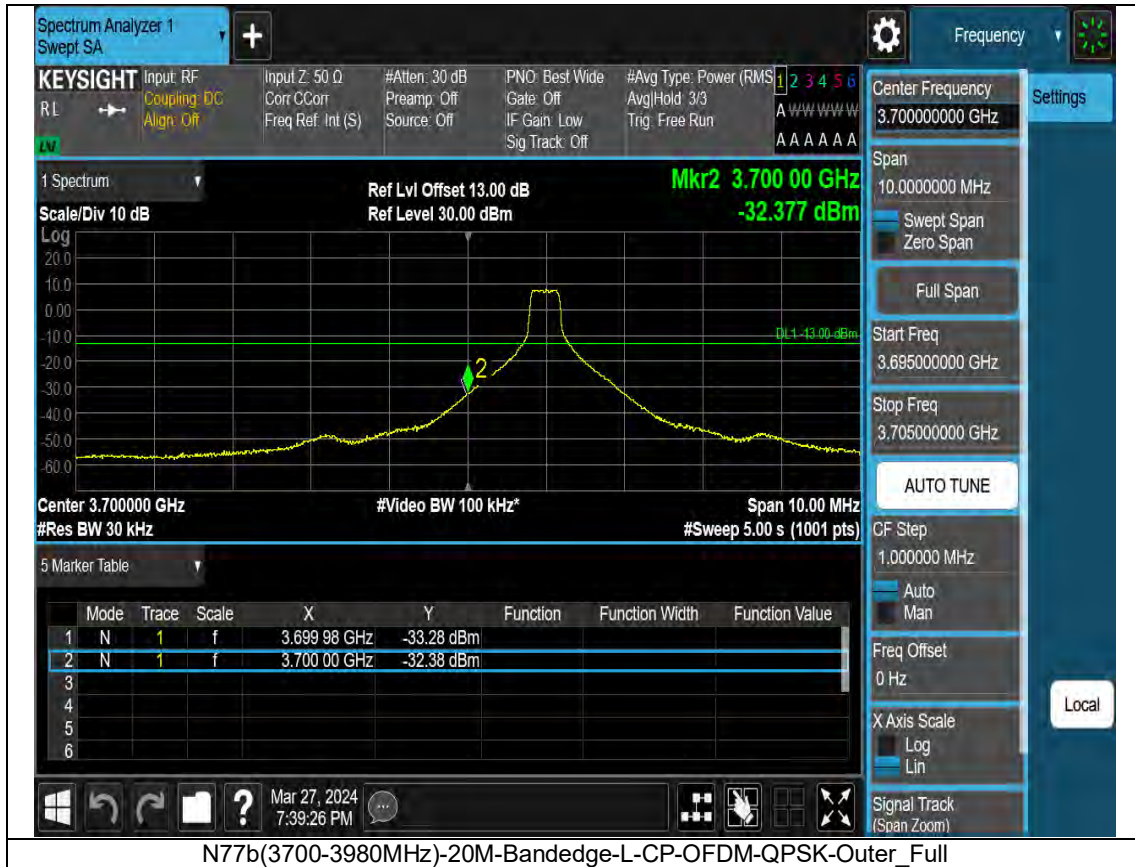 Spectrum Analyzer 1
Swept SA
+
Frequency
KEYSIGHT
RL
Input: RF
Coupling: DC
Align: Off
Input Z: 50 Ω
Corr CCorr
Freq Ref: Int (S)
#Atten: 30 dB
Preamp: Off
Source: Off
PNO: Best Wide
Gate: Off
IF Gain: Low
Sig Track: Off
#Avg Type: Power (RMS
Avg|Hold: 3/3
Trig: Free Run
1 2 3 4 5 6
A W W W W W
A A A A A A
LXI
1 Spectrum
Scale/Div 10 dB
Ref Lvl Offset 13.00 dB
Ref Level 30.00 dBm
Mkr2 3.700 00 GHz
-32.377 dBm
Log
20.0
10.0
0.00
-10.0
-20.0
-30.0
-40.0
-50.0
-60.0
DL1 -13.00 dBm
2
Center 3.700000 GHz
#Video BW 100 kHz*
Span 10.00 MHz
#Res BW 30 kHz
#Sweep 5.00 s (1001 pts)
5 Marker Table
Mode Trace Scale X Y Function Function Width Function Value
1 N 1 f 3.699 98 GHz -33.28 dBm
2 N 1 f 3.700 00 GHz -32.38 dBm
3
4
5
6
Mar 27, 2024
7:39:26 PM
?
Center Frequency
3.700000000 GHz
Settings
Span
10.0000000 MHz
Swept Span
Zero Span
Full Span
Start Freq
3.695000000 GHz
Stop Freq
3.705000000 GHz
AUTO TUNE
CF Step
1.000000 MHz
Auto
Man
Freq Offset
0 Hz
X Axis Scale
Log
Lin
Local
Signal Track
(Span Zoom)
N77b(3700-3980MHz)-20M-Bandedge-L-CP-OFDM-QPSK-Outer_Full